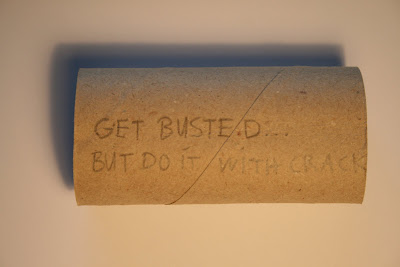 GET BUSTED...
BUT DO IT WITH CRACK